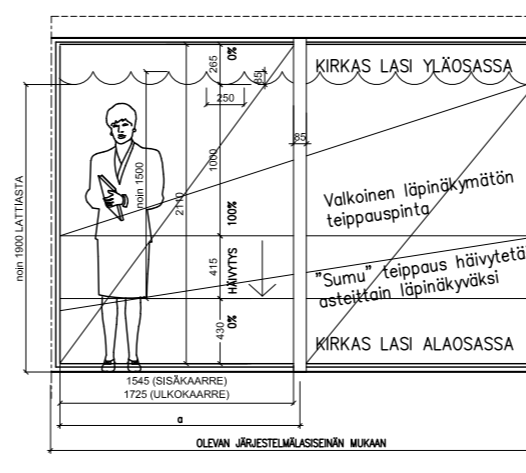 265
0%
KIRKAS LASI YLÄOSASSA
85
250
noin 1500
1000
2110
85
noin 1900 LATTIASTA
Valkoinen läpinäkymätön
teippauspinta
100%
415
HÄIVYTYS
"Sumu" teippaus häivytetä
asteittain läpinäkyväksi
430
0%
KIRKAS LASI ALAOSASSA
1545 (SISÄKAARRE)
1725 (ULKOKAARRE)
a
OLEVAN JÄRJESTELMÄLASISEINÄN MUKAAN